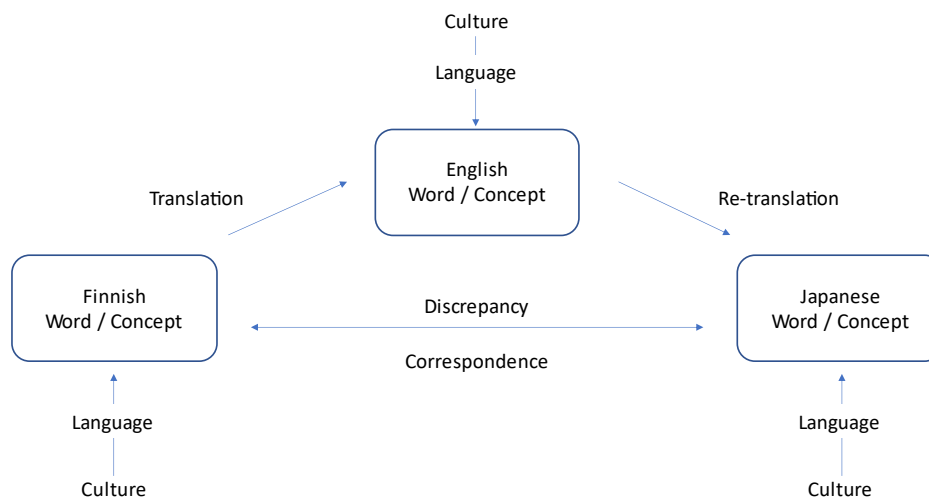 Culture
Language
English
Word / Concept
Translation
Re-translation
Finnish
Word / Concept
Discrepancy
Correspondence
Japanese
Word / Concept
Language
Culture
Language
Culture